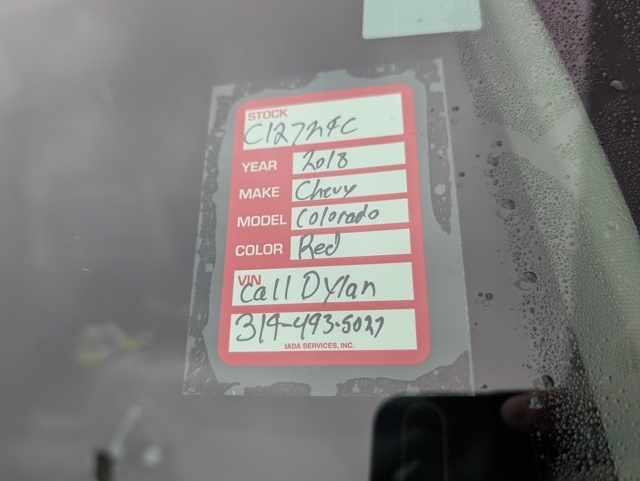 STOCK
C12724C
YEAR 2018
MAKE Chevy
MODEL Colorado
COLOR Red
VIN
Call Dylan
314-493-5027
IADA SERVICES, INC.